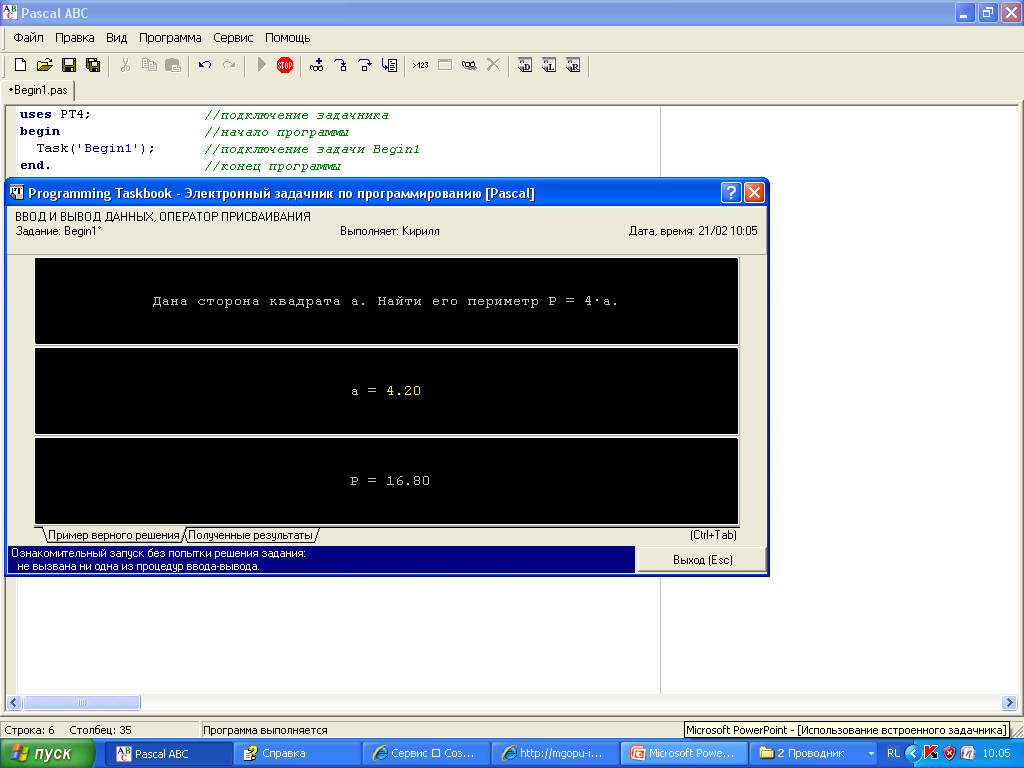 Pascal ABC
Файл Правка Вид Программа Сервис Помощь
STOP
•Begin1.pas
uses PT4; //подключение задачника
begin //начало программы
Task('Begin1'); //подключение задачи Begin1
end. //конец программы
Programming Taskbook - Электронный задачник по программированию [Pascal]
ВВОД И ВЫВОД ДАННЫХ, ОПЕРАТОР ПРИСВАИВАНИЯ
Задание: Begin1° Выполняет: Кирилл Дата, время: 21/02 10:05
Дана сторона квадрата a. Найти его периметр P = 4·a.
a = 4.20
P = 16.80
Пример верного решения Полученные результаты (Ctrl+Tab)
Ознакомительный запуск без попытки решения задания:
не вызвана ни одна из процедур ввода-вывода.
Выход (Esc)
Строка: 6 Столбец: 35 Программа выполняется
Microsoft PowerPoint - [Использование встроенного задачника]
пуск Pascal ABC Справка Сервис □ Соз... http://mgopu-i... Microsoft Powe... 2 Проводник RL 10:05